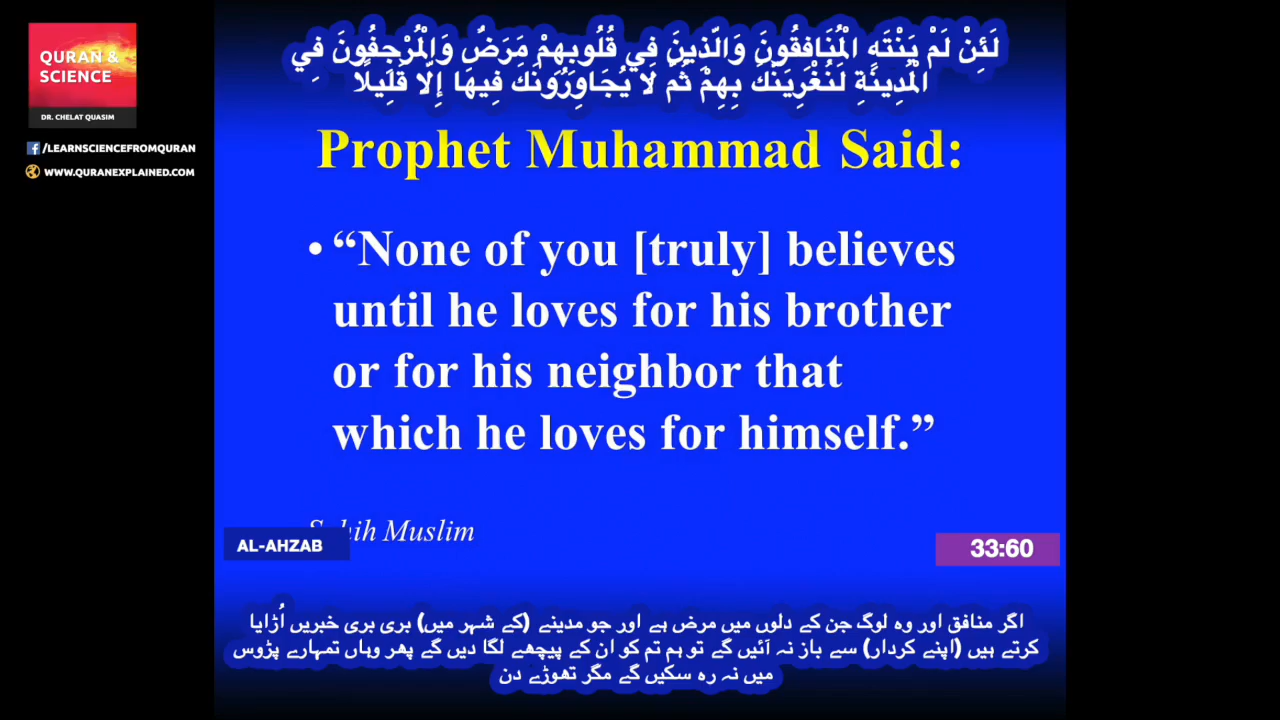 لَئِنْ لَمْ يَنْتَهِ الْمُنَافِقُونَ وَالَّذِينَ فِي قُلُوبِهِمْ مَرَضٌ وَالْمُرْجِفُونَ فِي
الْمَدِينَةِ لَنُغْرِيَنَّكَ بِهِمْ ثُمَّ لَا يُجَاوِرُونَكَ فِيهَا إِلَّا قَلِيلًا
QURAN &
SCIENCE
DR. CHELAT QUASIM
/LEARNSCIENCEFROMQURAN
WWW.QURANEXPLAINED.COM
Prophet Muhammad Said:
• “None of you [truly] believes
until he loves for his brother
or for his neighbor that
which he loves for himself.”
Sahih Muslim
AL-AHZAB
33:60
اگر منافق اور وہ لوگ جن کے دلوں میں مرض ہے اور جو مدینے (کے شہر میں) بری بری خبریں اُڑایا
کرتے ہیں (اپنے کردار) سے باز نہ آئیں گے تو ہم تم کو ان کے پیچھے لگا دیں گے پھر وہاں تمہارے پڑوس
میں نہ رہ سکیں گے مگر تھوڑے دن